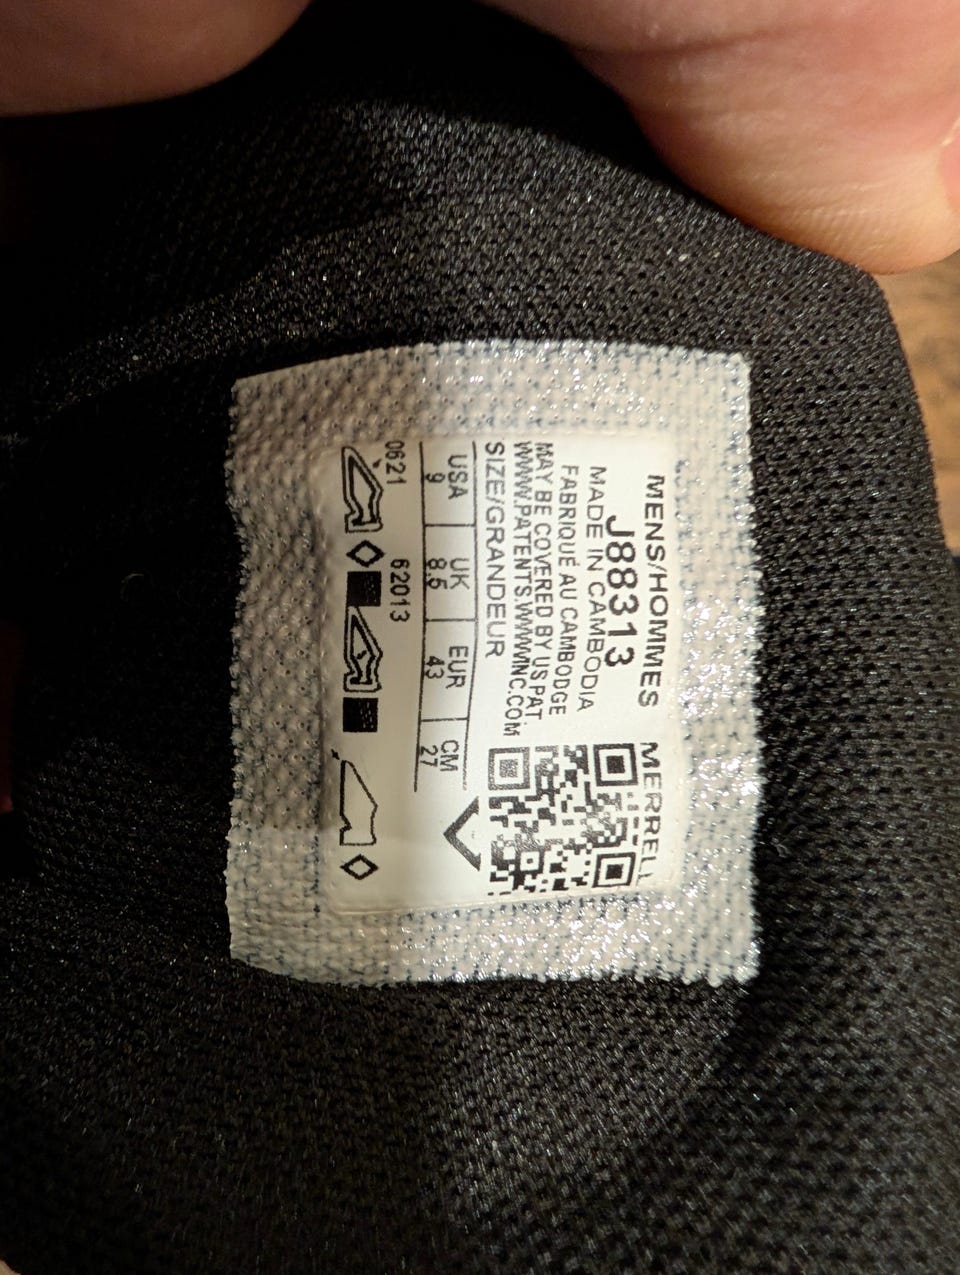 MENS/HOMMES
MERRELL
J88313
MADE IN CAMBODIA
FABRIQUÉ AU CAMBODGE
MAY BE COVERED BY US PAT
WWW.PATENTS.WWWINC.COM
SIZE/GRANDEUR
USA UK EUR CM
9 8.5 43 27
0621 62013